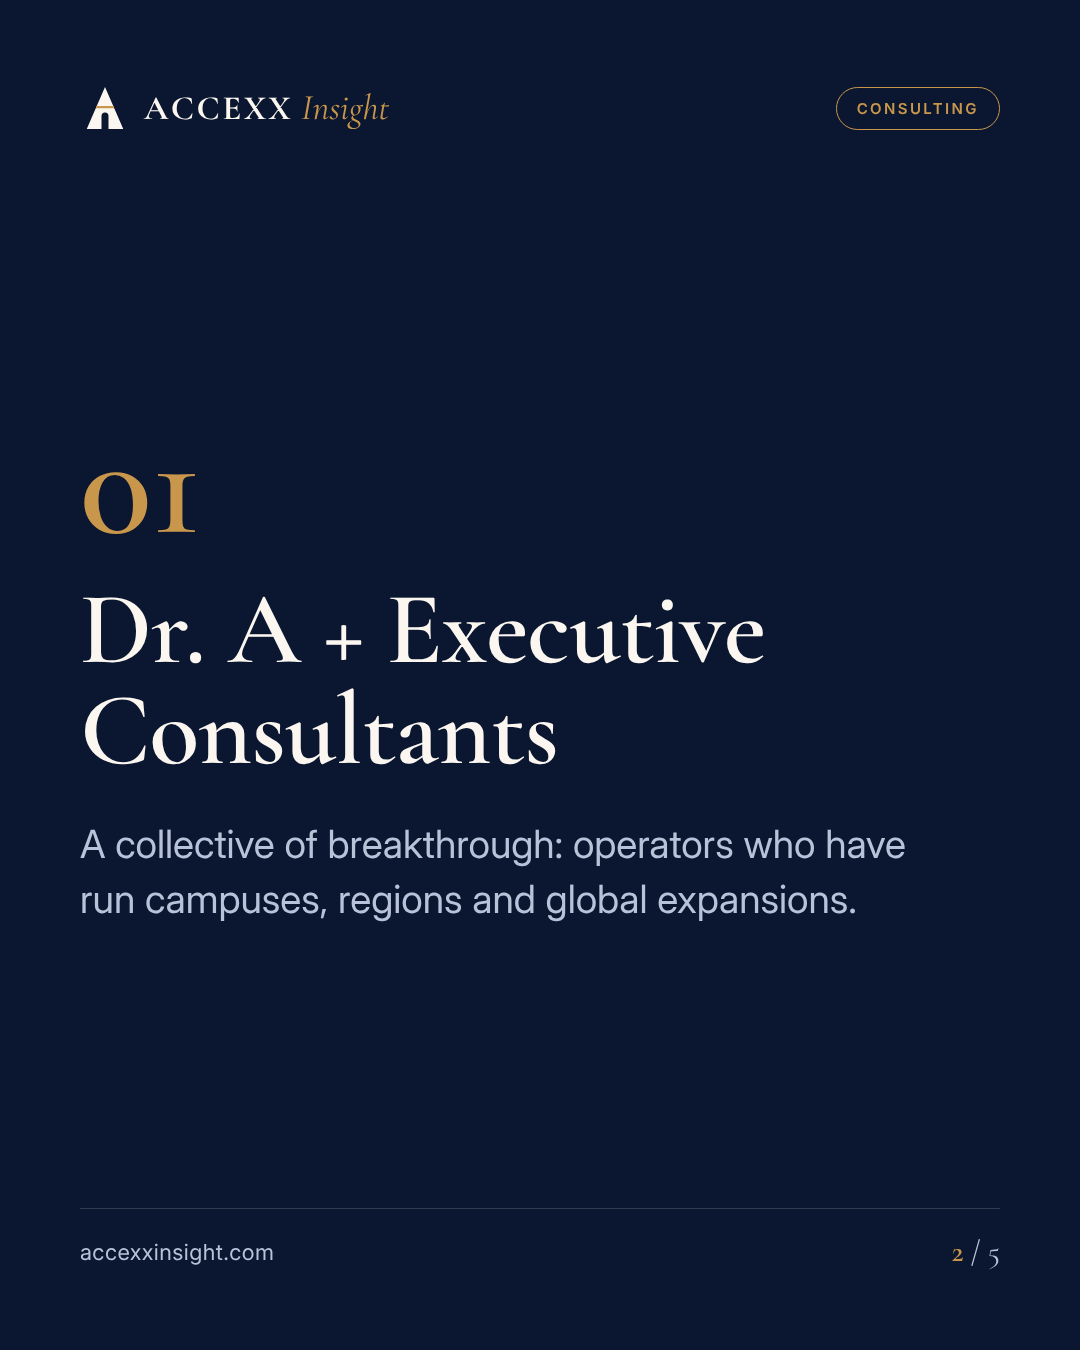 ACCEXX Insight
CONSULTING
01
Dr. A + Executive
Consultants
A collective of breakthrough: operators who have
run campuses, regions and global expansions.
accexxinsight.com
2 / 5